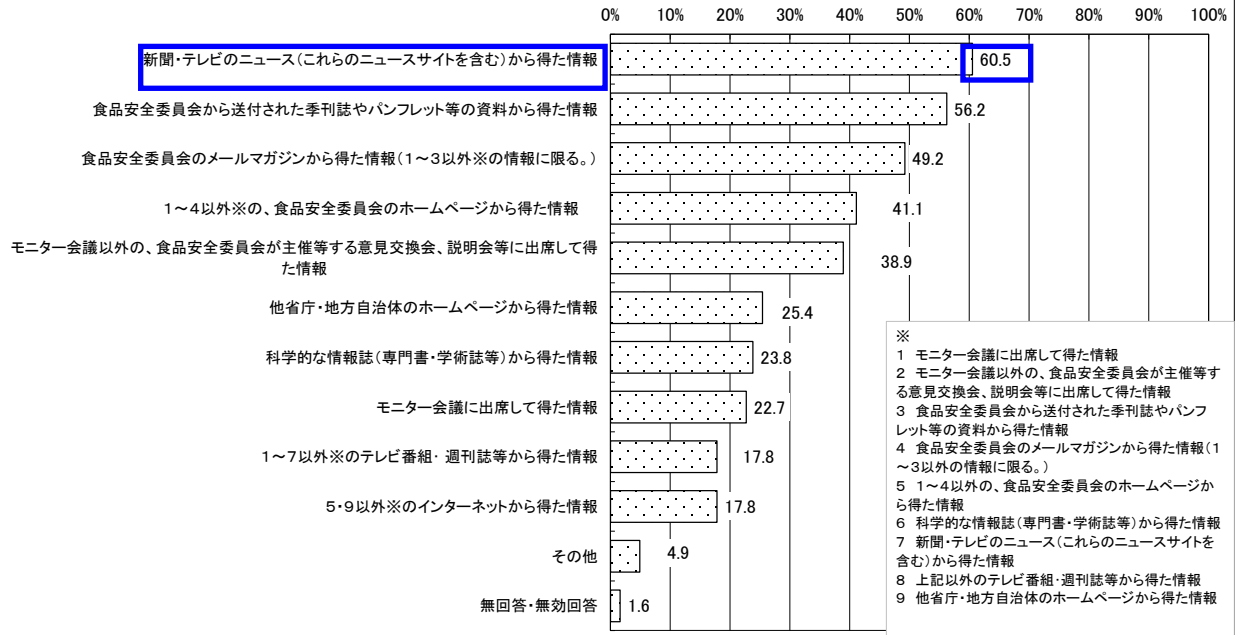 0% 10% 20% 30% 40% 50% 60% 70% 80% 90% 100%
新聞・テレビのニュース(これらのニュースサイトを含む)から得た情報 60.5
食品安全委員会から送付された季刊誌やパンフレット等の資料から得た情報 56.2
食品安全委員会のメールマガジンから得た情報(1~3以外※の情報に限る。) 49.2
1~4以外※の、食品安全委員会のホームページから得た情報 41.1
モニター会議以外の、食品安全委員会が主催等する意見交換会、説明会等に出席して得
た情報 38.9
他省庁・地方自治体のホームページから得た情報 25.4
科学的な情報誌(専門書・学術誌等)から得た情報 23.8
モニター会議に出席して得た情報 22.7
1~7以外※のテレビ番組・ 週刊誌等から得た情報 17.8
5・9以外※のインターネットから得た情報 17.8
その他 4.9
無回答・無効回答 1.6
※
1 モニター会議に出席して得た情報
2 モニター会議以外の、食品安全委員会が主催等す
る意見交換会、説明会等に出席して得た情報
3 食品安全委員会から送付された季刊誌やパンフ
レット等の資料から得た情報
4 食品安全委員会のメールマガジンから得た情報(1
~3以外の情報に限る。)
5 1~4以外の、食品安全委員会のホームページか
ら得た情報
6 科学的な情報誌(専門書・学術誌等)から得た情報
7 新聞・テレビのニュース(これらのニュースサイトを
含む)から得た情報
8 上記以外のテレビ番組・週刊誌等から得た情報
9 他省庁・地方自治体のホームページから得た情報